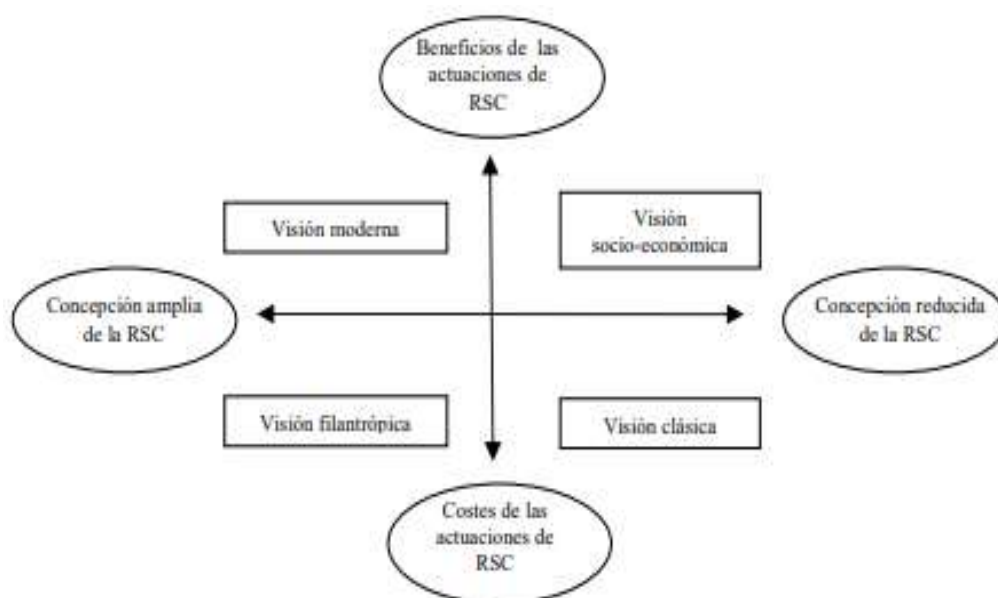 Beneficios de las
actuaciones de
RSC
Visión moderna
Visión
socio-económica
Concepción amplia
de la RSC
Concepción reducida
de la RSC
Visión filantrópica
Visión clásica
Costes de las
actuaciones de
RSC